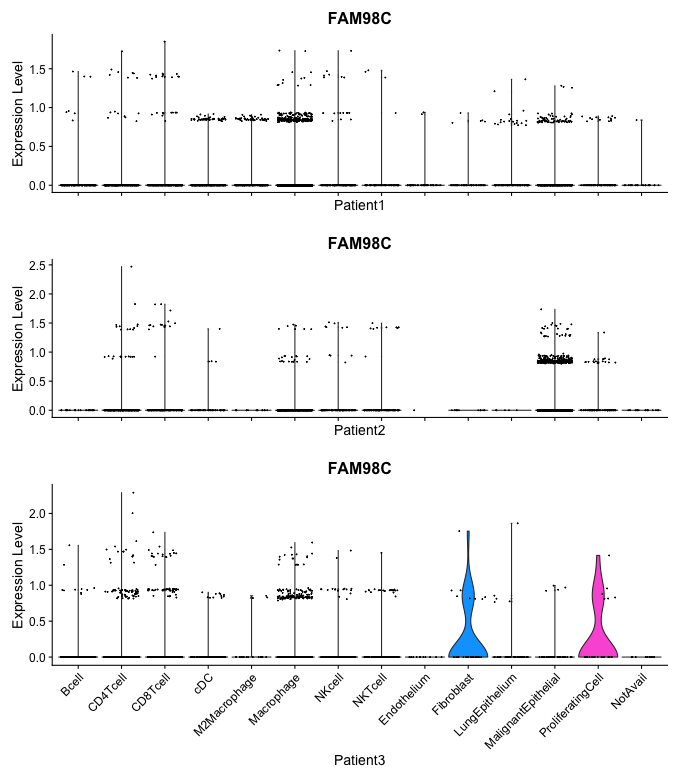 FAM98C
Expression Level
1.5
1.0
0.5
0.0
Patient1
FAM98C
Expression Level
2.5
2.0
1.5
1.0
0.5
0.0
Patient2
FAM98C
Expression Level
2.0
1.5
1.0
0.5
0.0
Bcell
CD4Tcell
CD8Tcell
cDC
M2Macrophage
Macrophage
NKcell
NKTcell
Endothelium
Fibroblast
LungEpithelium
MalignantEpithelial
ProliferatingCell
NotAvail
Patient3